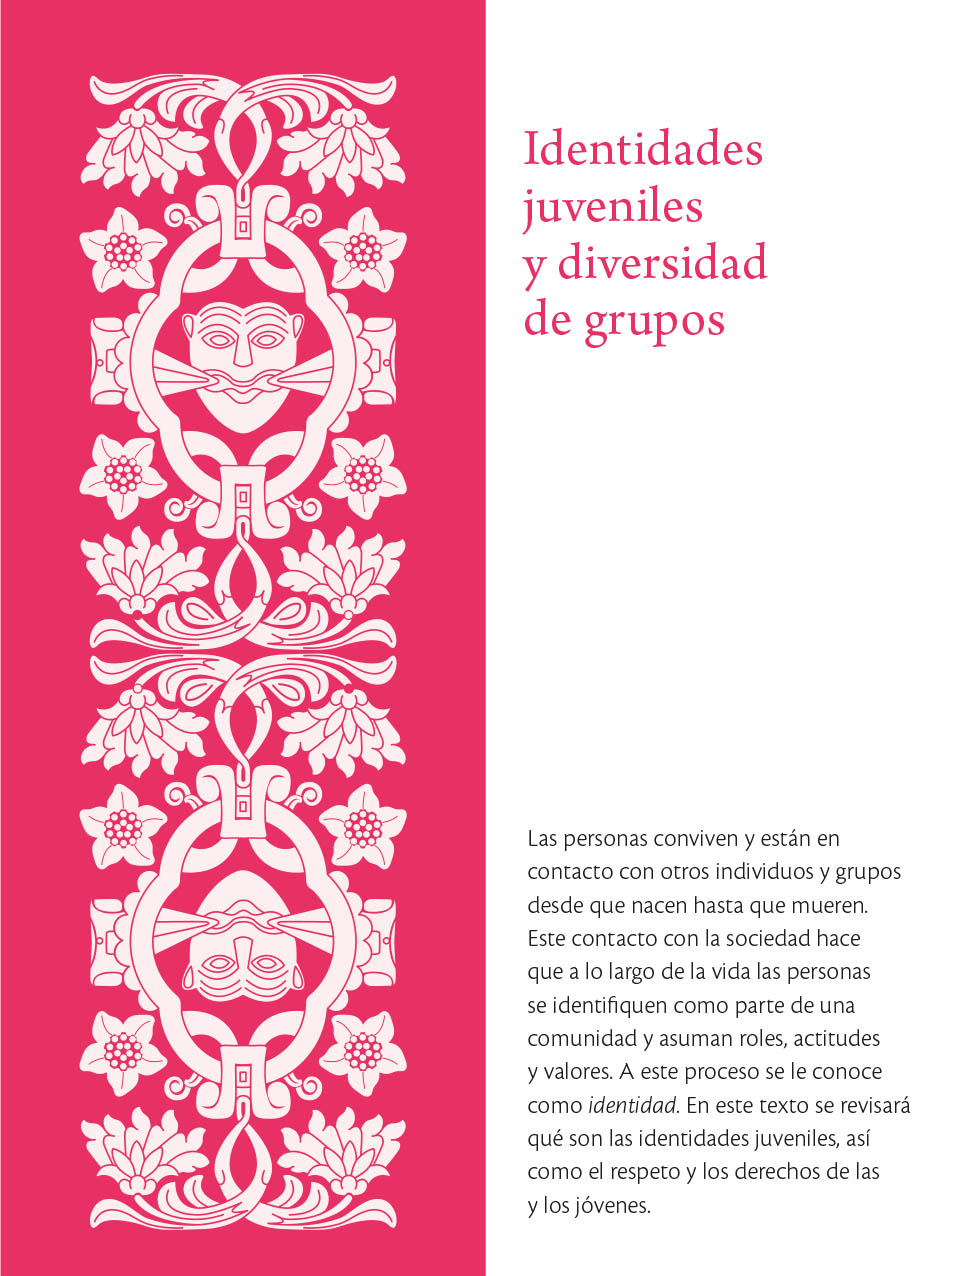 Identidades
juveniles
y diversidad
de grupos
Las personas conviven y están en
contacto con otros individuos y grupos
desde que nacen hasta que mueren.
Este contacto con la sociedad hace
que a lo largo de la vida las personas
se identifiquen como parte de una
comunidad y asuman roles, actitudes
y valores. A este proceso se le conoce
como identidad. En este texto se revisará
qué son las identidades juveniles, así
como el respeto y los derechos de las
y los jóvenes.